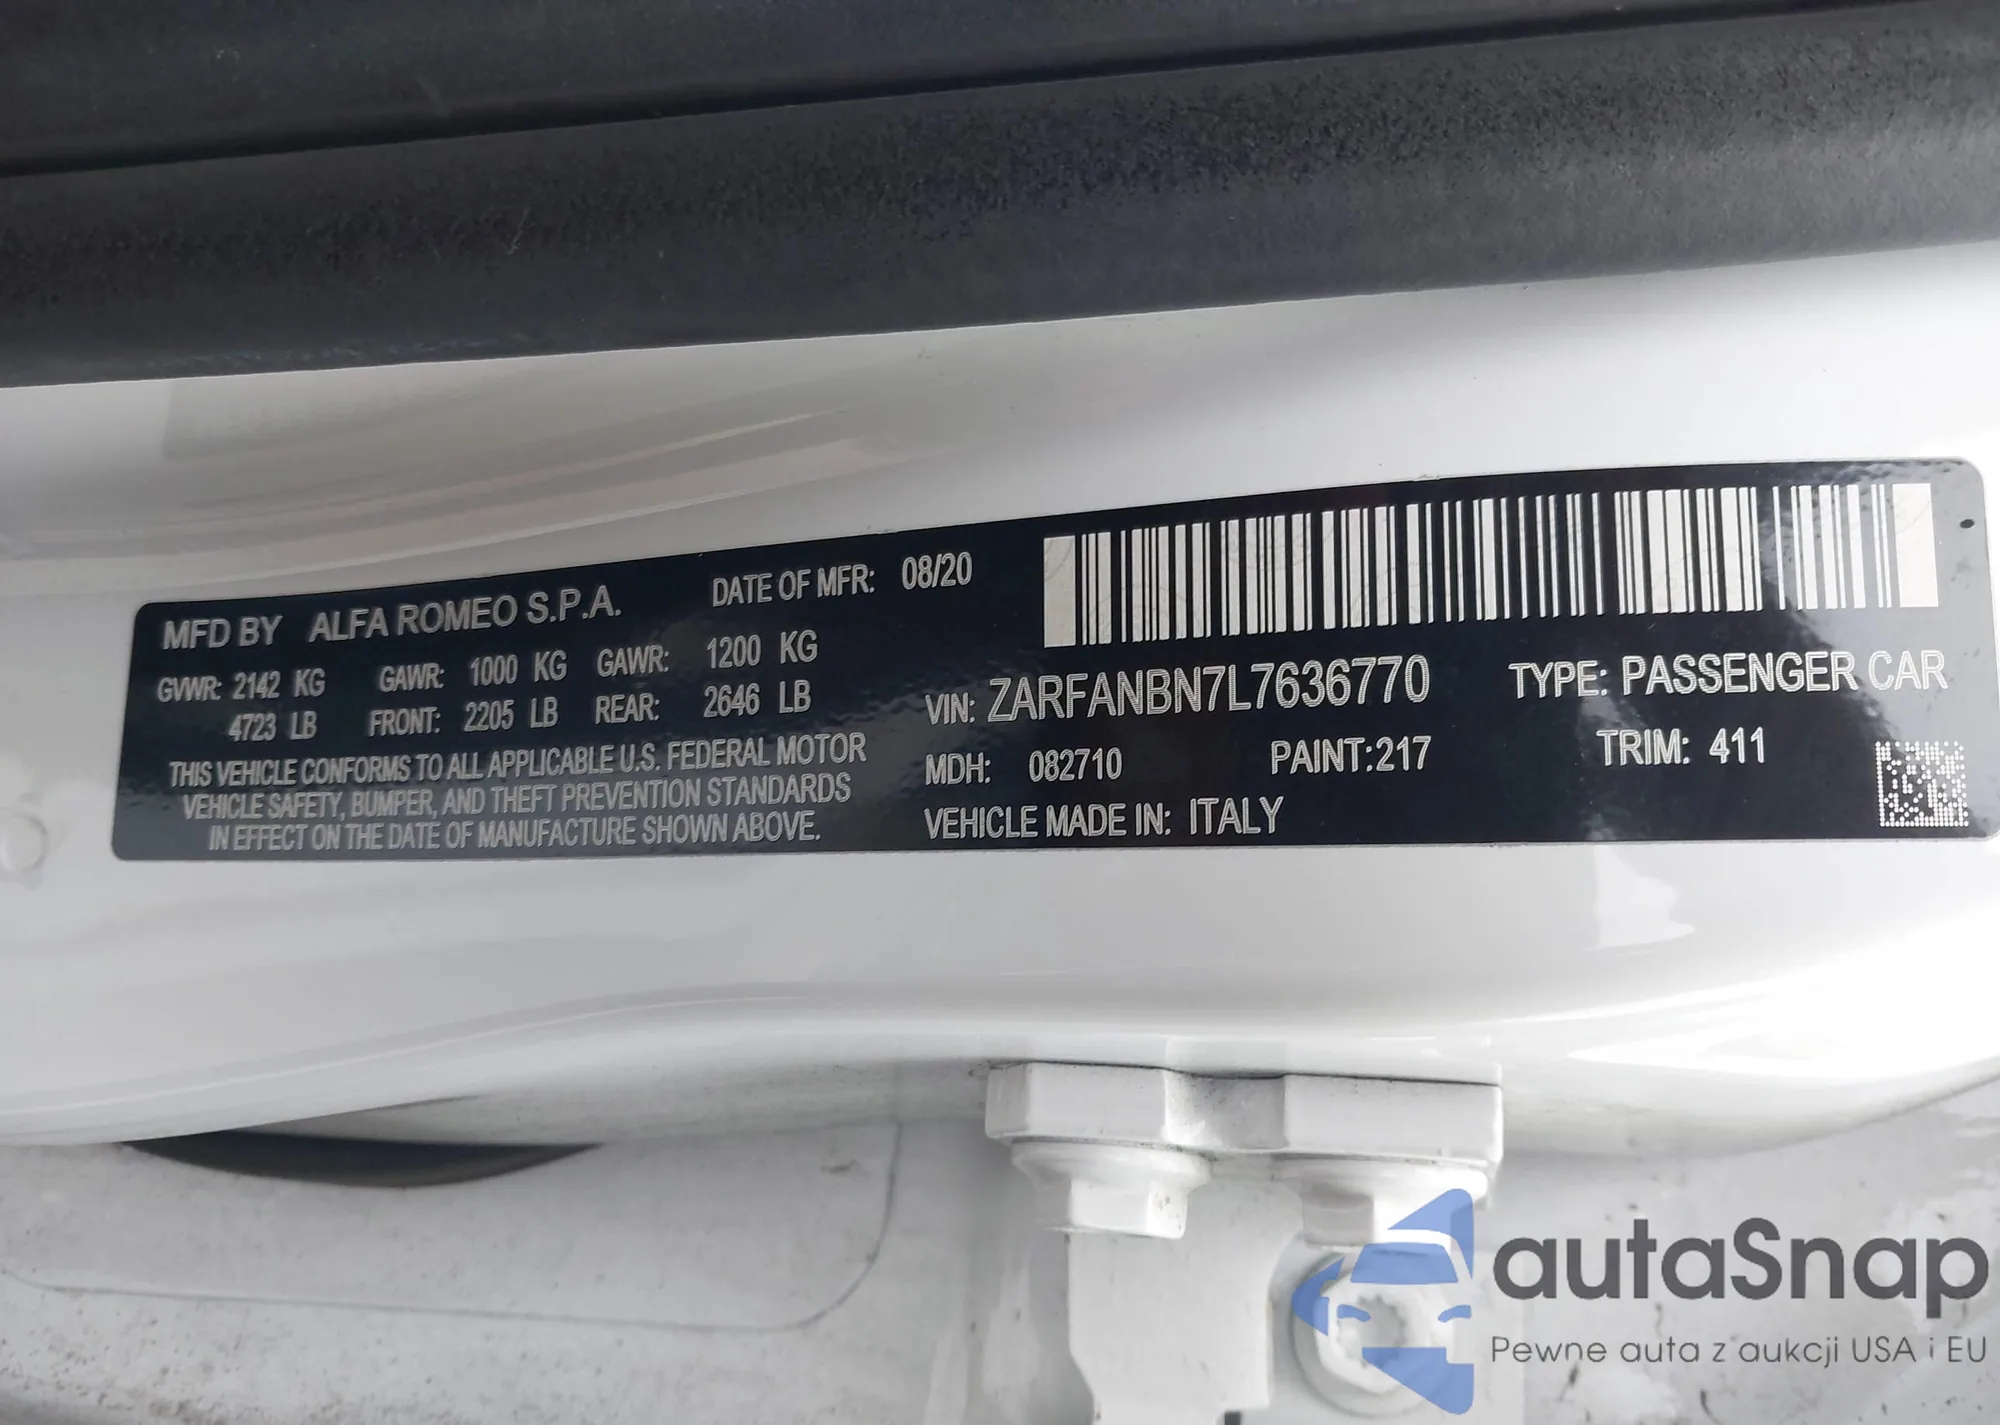 MFD BY ALFA ROMEO S.P.A. DATE OF MFR: 08/20
GVWR: 2142 KG GAWR: 1000 KG GAWR: 1200 KG
4723 LB FRONT: 2205 LB REAR: 2646 LB
THIS VEHICLE CONFORMS TO ALL APPLICABLE U.S. FEDERAL MOTOR
VEHICLE SAFETY, BUMPER, AND THEFT PREVENTION STANDARDS
IN EFFECT ON THE DATE OF MANUFACTURE SHOWN ABOVE.
VIN: ZARFANBN7L7636770 TYPE: PASSENGER CAR
MDH: 082710 PAINT:217 TRIM: 411
VEHICLE MADE IN: ITALY
autaSnap
Pewne auta z aukcji USA i EU